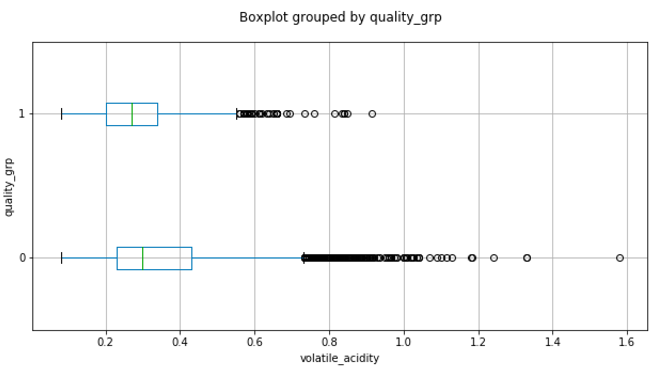 Boxplot grouped by quality_grp
1
quality_grp
0
0.2 0.4 0.6 0.8 1.0 1.2 1.4 1.6
volatile_acidity